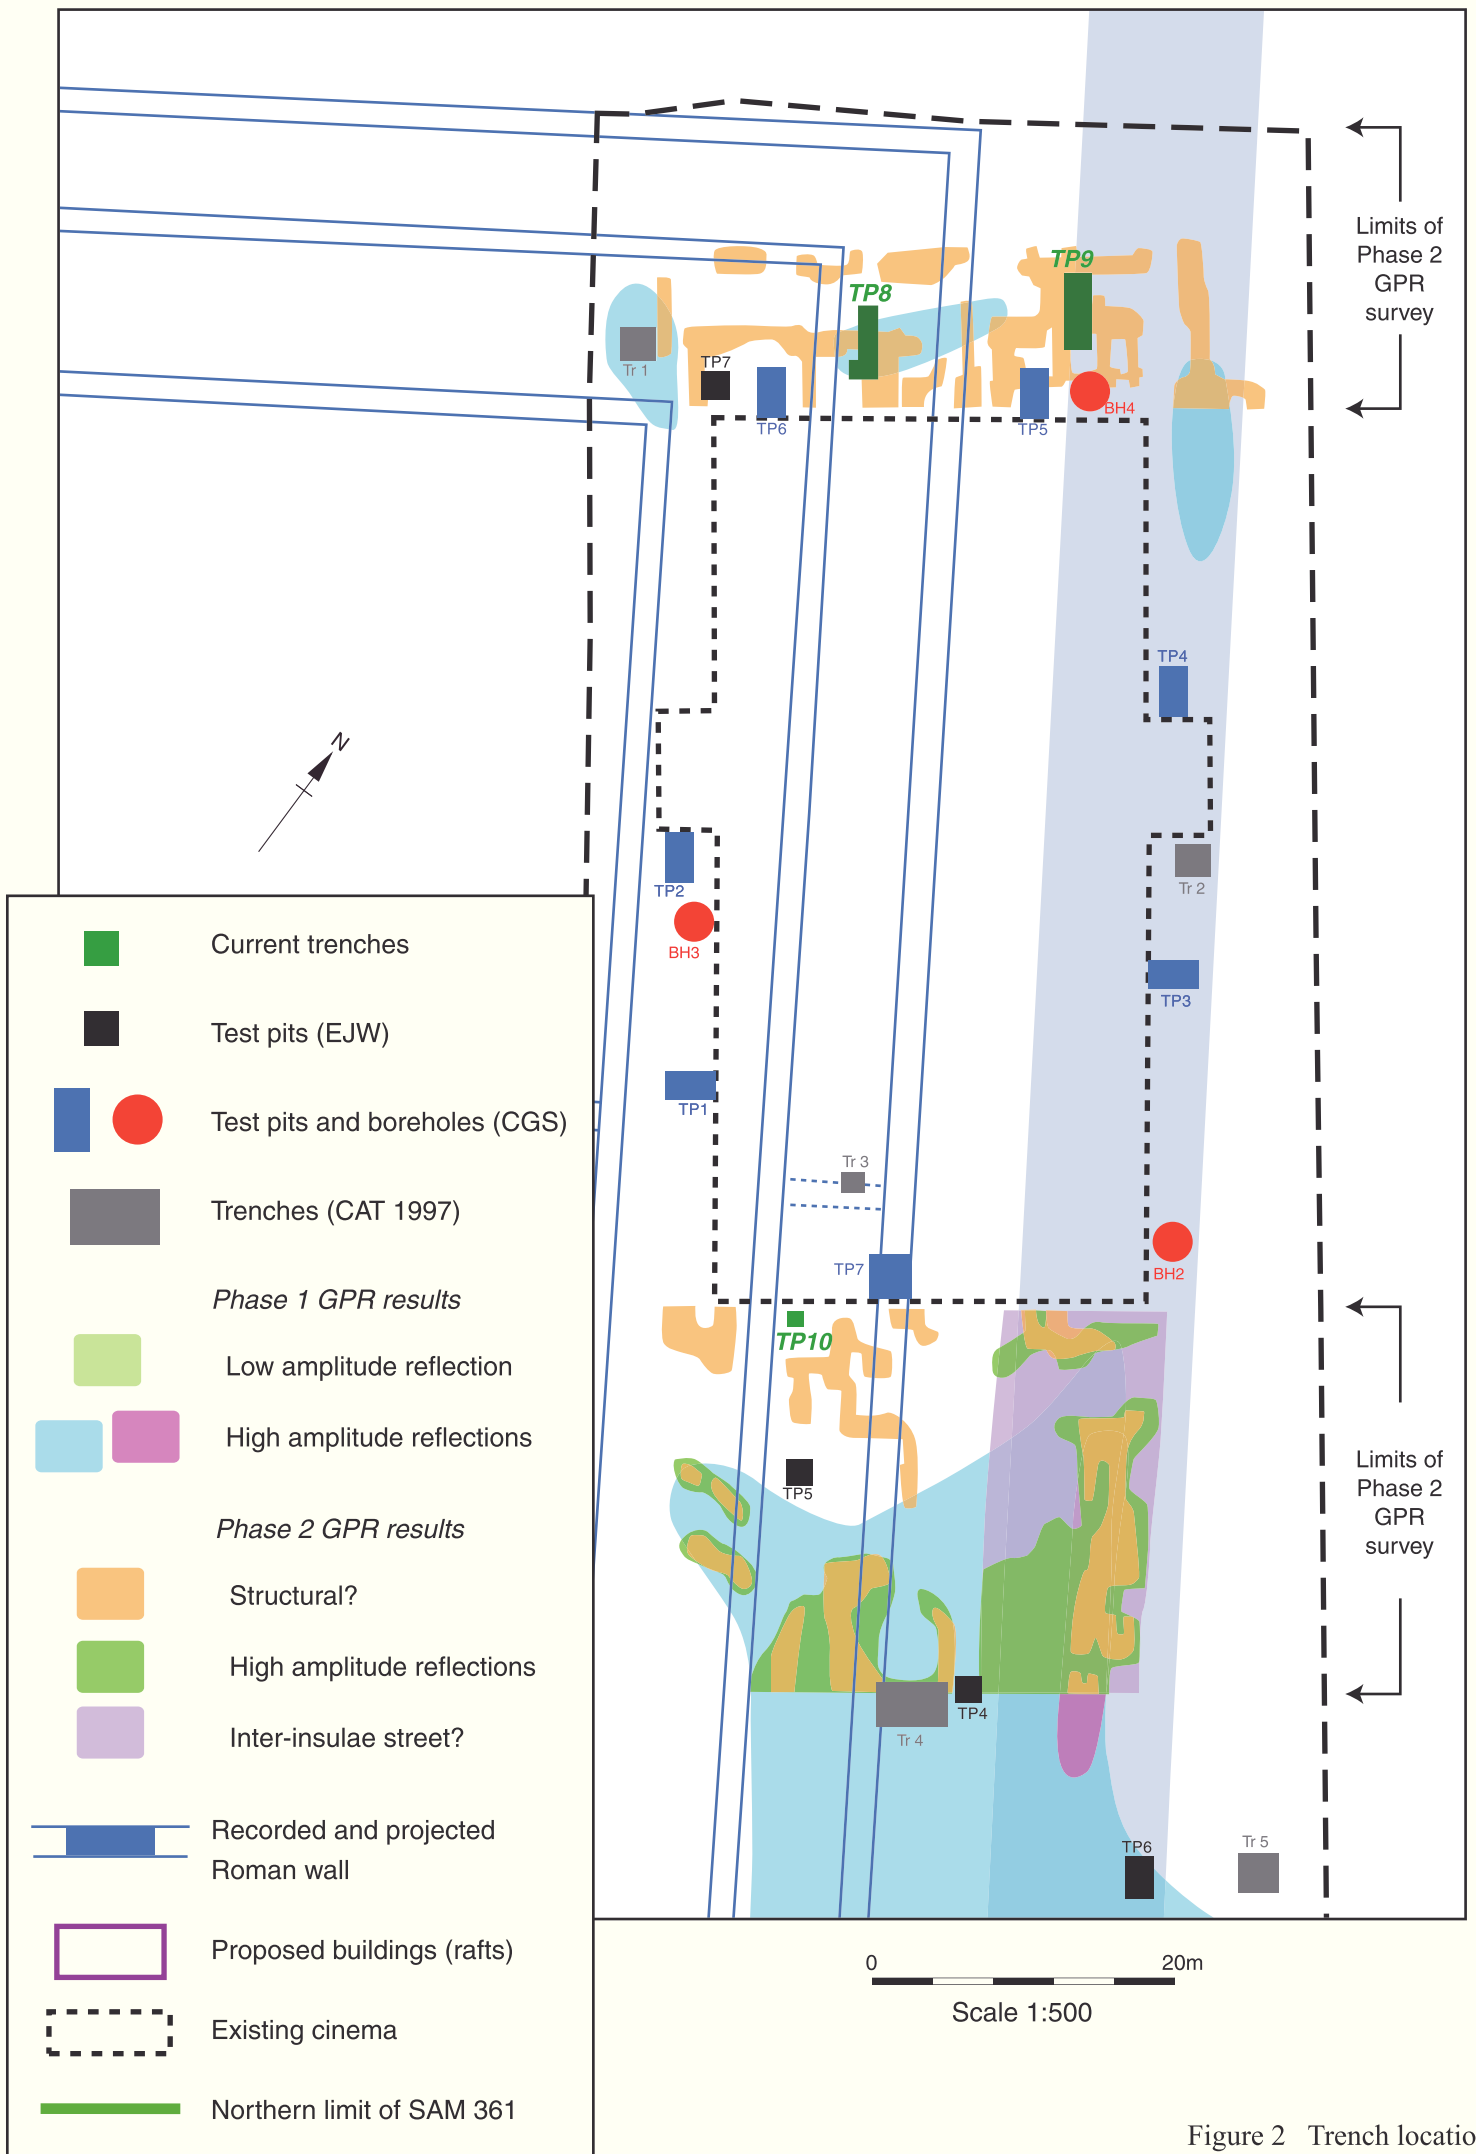 Limits of
Phase 2
GPR
survey
TP9
TP8
Tr 1
TP7
TP6
TP5
BH4
TP4
N
Tr 2
TP2
BH3
TP3
TP1
Tr 3
TP7
BH2
TP10
TP5
Limits of
Phase 2
GPR
survey
TP4
Tr 4
TP6
Tr 5
Current trenches
Test pits (EJW)
Test pits and boreholes (CGS)
Trenches (CAT 1997)
Phase 1 GPR results
Low amplitude reflection
High amplitude reflections
Phase 2 GPR results
Structural?
High amplitude reflections
Inter-insulae street?
Recorded and projected
Roman wall
Proposed buildings (rafts)
Existing cinema
Northern limit of SAM 361
0 20m
Scale 1:500
Figure 2 Trench locatio